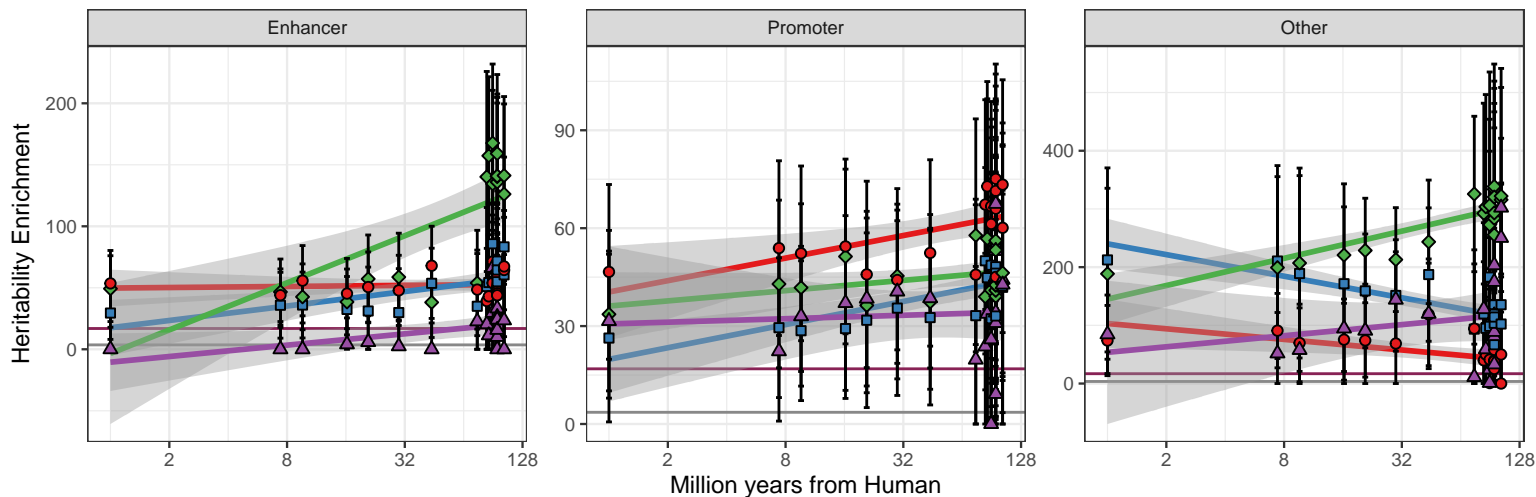 Enhancer Promoter Other
Heritability Enrichment
200
100
0
90
60
30
0
400
200
0
2 8 32 128 2 8 32 128 2 8 32 128
Million years from Human